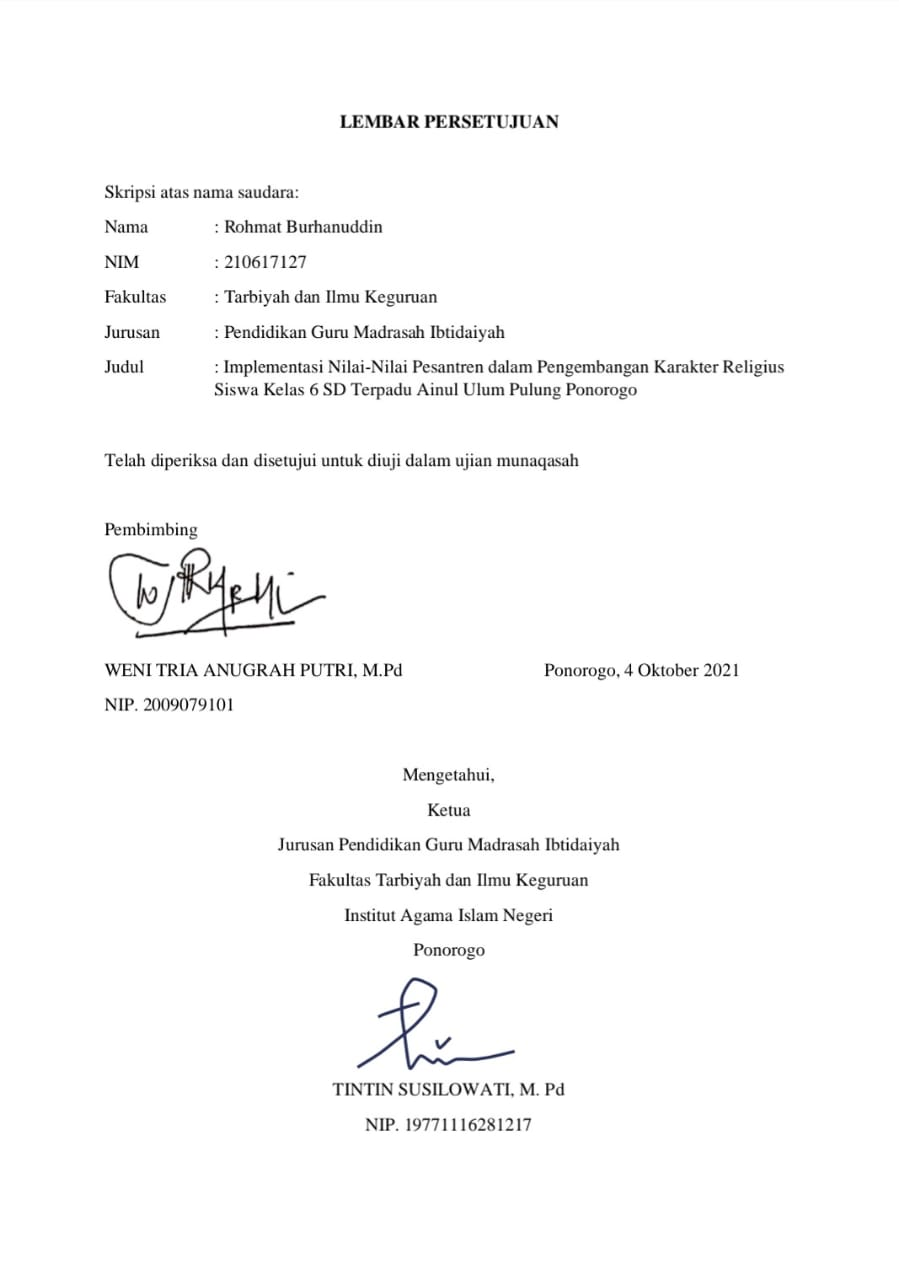 LEMBAR PERSETUJUAN
Skripsi atas nama saudara:
Nama : Rohmat Burhanuddin
NIM : 210617127
Fakultas : Tarbiyah dan Ilmu Keguruan
Jurusan : Pendidikan Guru Madrasah Ibtidaiyah
Judul : Implementasi Nilai-Nilai Pesantren dalam Pengembangan Karakter Religius
Siswa Kelas 6 SD Terpadu Ainul Ulum Pulung Ponorogo
Telah diperiksa dan disetujui untuk diuji dalam ujian munaqasah
Pembimbing
WENI TRIA ANUGRAH PUTRI, M.Pd Ponorogo, 4 Oktober 2021
NIP. 2009079101
Mengetahui,
Ketua
Jurusan Pendidikan Guru Madrasah Ibtidaiyah
Fakultas Tarbiyah dan Ilmu Keguruan
Institut Agama Islam Negeri
Ponorogo
TINTIN SUSILOWATI, M. Pd
NIP. 19771116281217